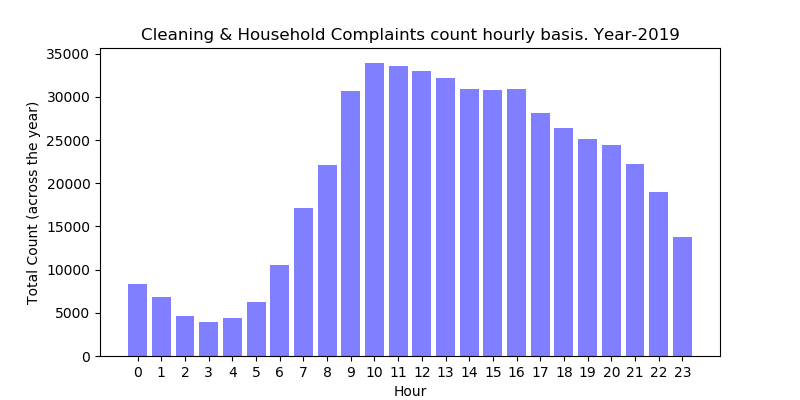 Cleaning & Household Complaints count hourly basis. Year-2019
Total Count (across the year)
35000
30000
25000
20000
15000
10000
5000
0
0 1 2 3 4 5 6 7 8 9 10 11 12 13 14 15 16 17 18 19 20 21 22 23
Hour